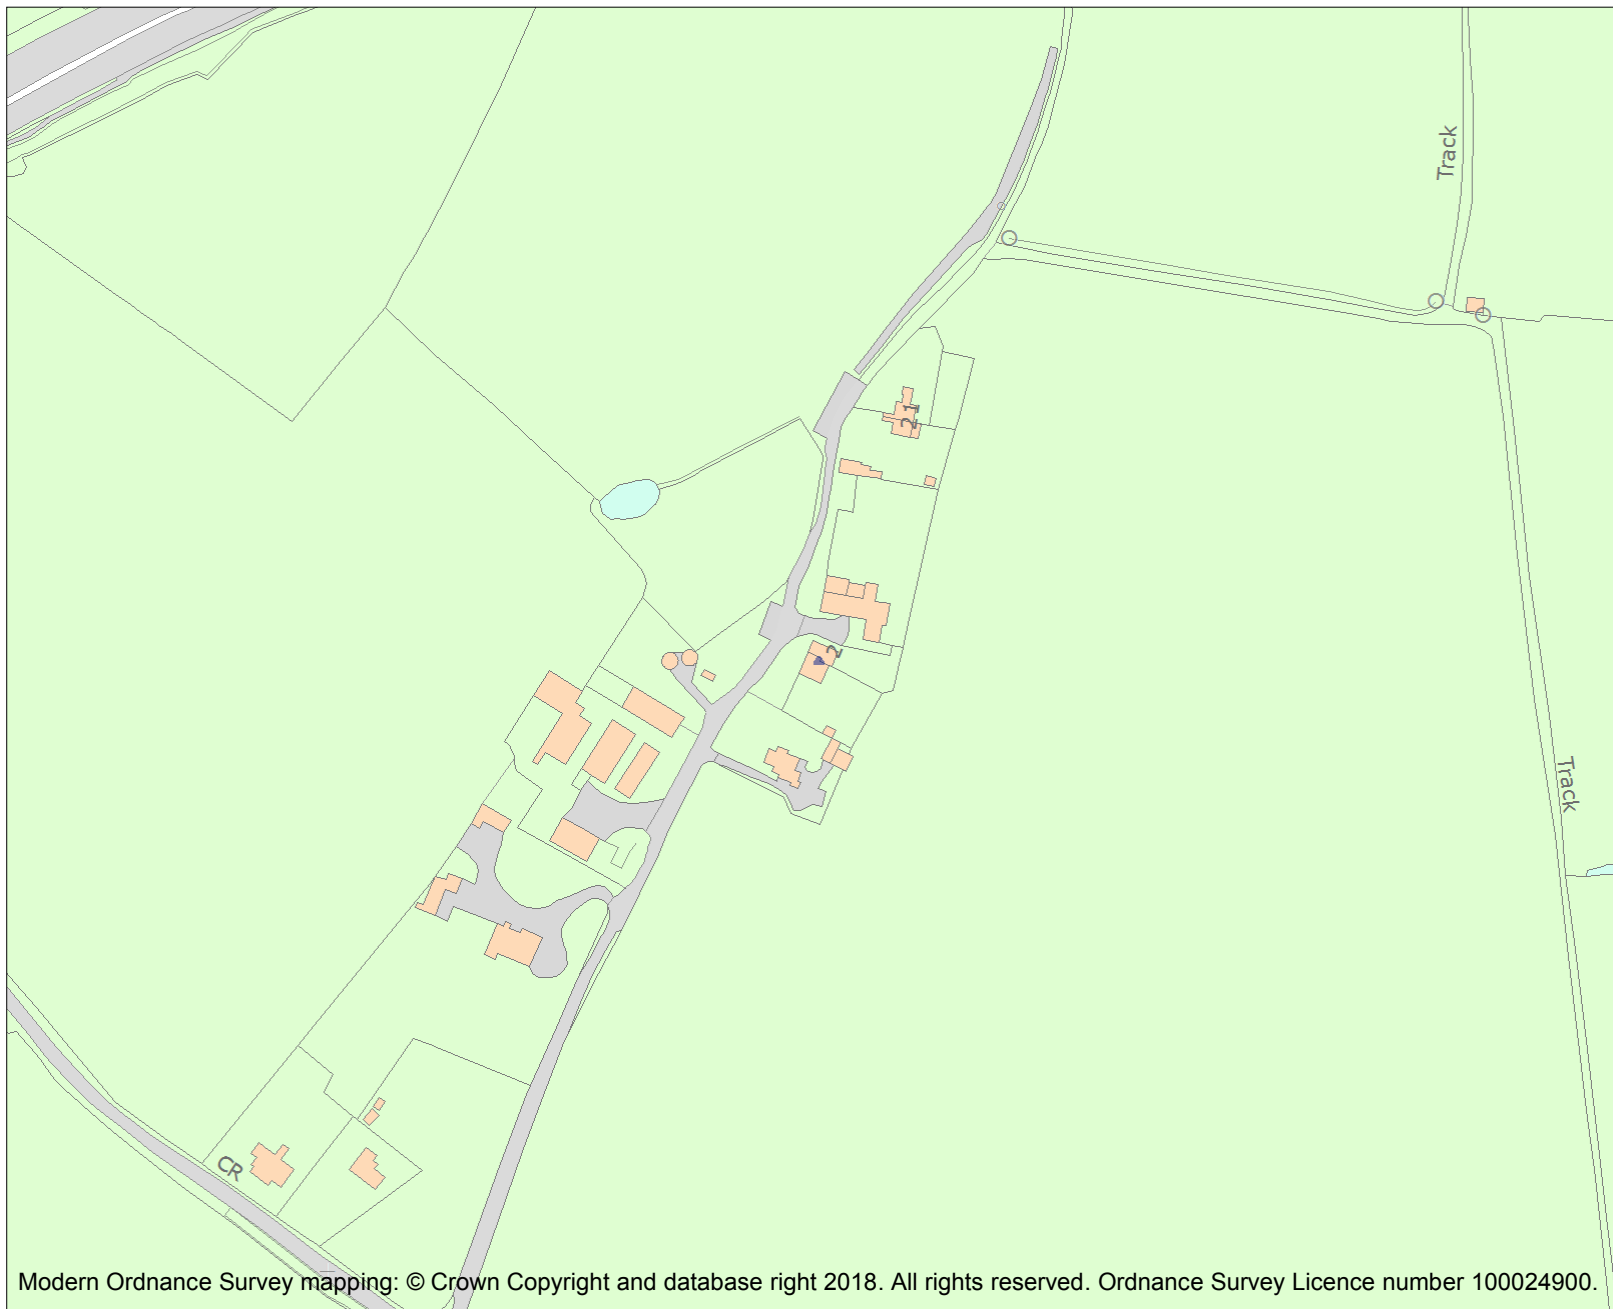 Track
21
2
Track
CR
Modern Ordnance Survey mapping: © Crown Copyright and database right 2018. All rights reserved. Ordnance Survey Licence number 100024900.